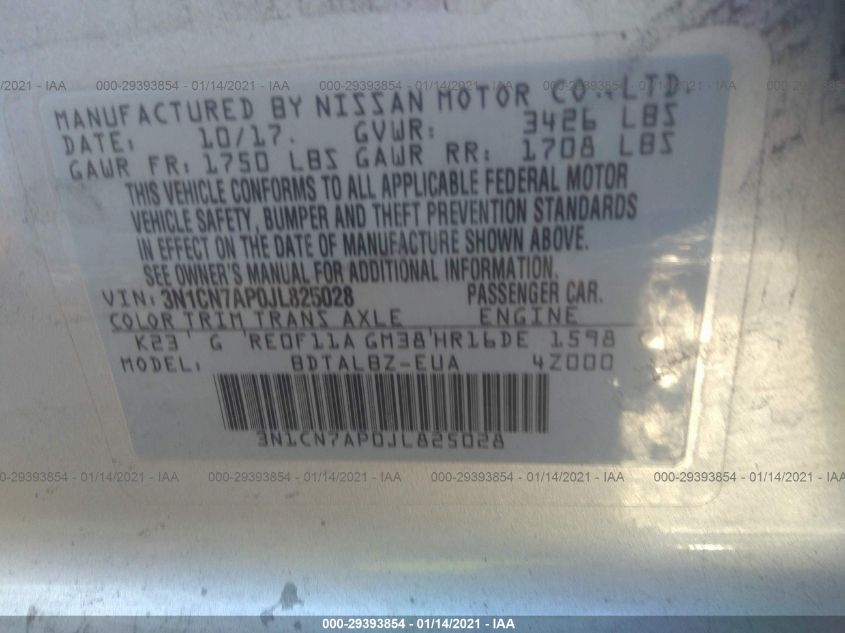 000-29393854 - 01/14/2021 - IAA
MANUFACTURED BY NISSAN MOTOR CO., LTD.
DATE: 10/17. GVWR: 3426 LBS
GAWR FR: 1750 LBS GAWR RR: 1708 LBS
THIS VEHICLE CONFORMS TO ALL APPLICABLE FEDERAL MOTOR
VEHICLE SAFETY, BUMPER AND THEFT PREVENTION STANDARDS
IN EFFECT ON THE DATE OF MANUFACTURE SHOWN ABOVE.
SEE OWNER'S MANUAL FOR ADDITIONAL INFORMATION.
VIN: 3N1CN7AP0JL825028 PASSENGER CAR.
COLOR TRIM TRANS AXLE ENGINE
K23 G 'RE0F11A GM38'HR16DE 1598
MODEL: BDTALBZ-EUA 4Z000
3N1CN7AP0JL825028
000-29393854 - 01/14/2021 - IAA
000-29393854 - 01/14/2021 - IAA